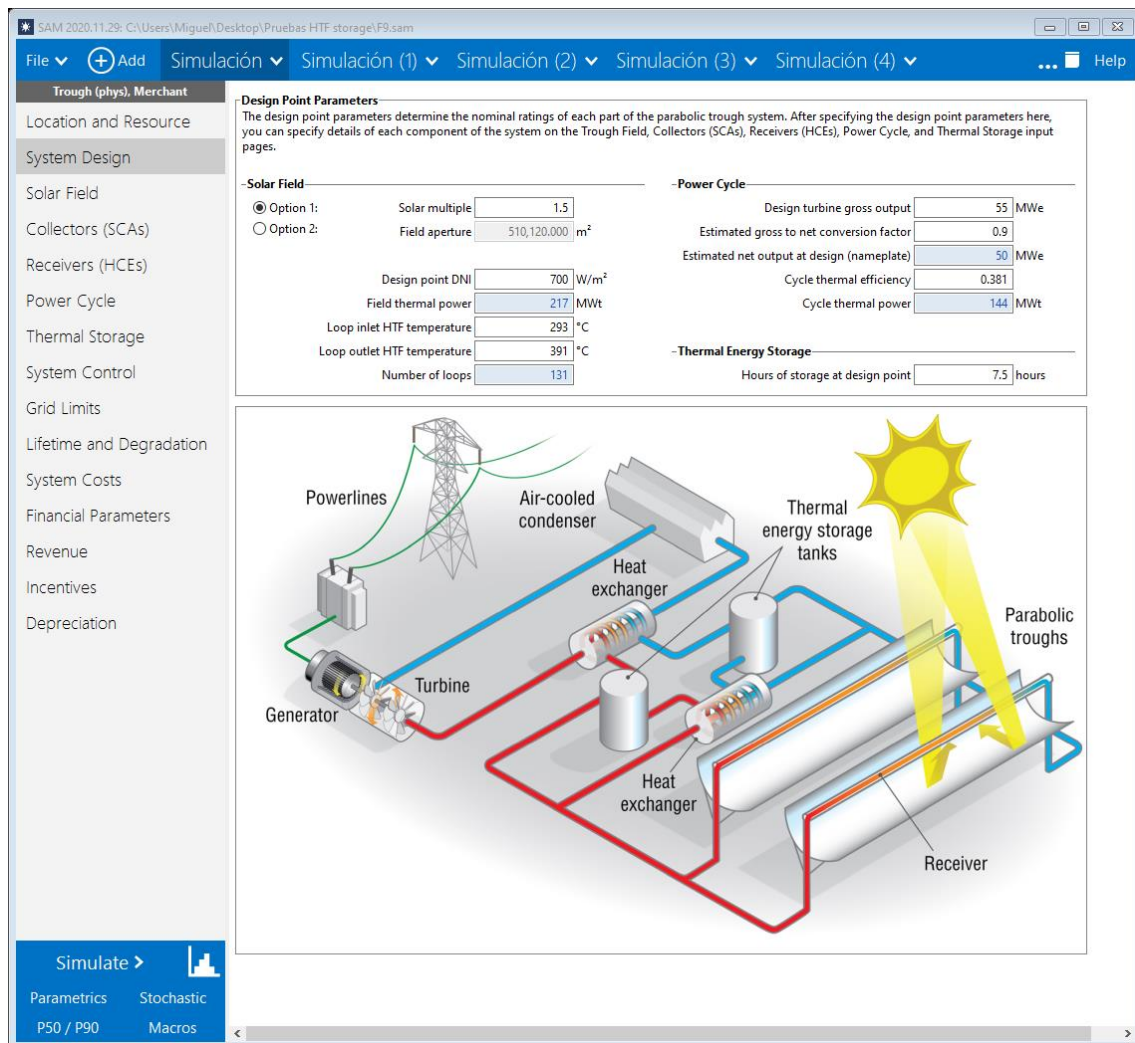 SAM 2020.11.29: C:\Users\Miguel\Desktop\Pruebas HTF storage\F9.sam
File Add Simulación Simulación (1) Simulación (2) Simulación (3) Simulación (4) ... Help
Trough (phys), Merchant
Location and Resource
System Design
Solar Field
Collectors (SCAs)
Receivers (HCEs)
Power Cycle
Thermal Storage
System Control
Grid Limits
Lifetime and Degradation
System Costs
Financial Parameters
Revenue
Incentives
Depreciation
Simulate >
Parametrics Stochastic
P50 / P90 Macros
Design Point Parameters
The design point parameters determine the nominal ratings of each part of the parabolic trough system. After specifying the design point parameters here,
you can specify details of each component of the system on the Trough Field, Collectors (SCAs), Receivers (HCEs), Power Cycle, and Thermal Storage input
pages.
Solar Field
Option 1: Solar multiple 1.5
Option 2: Field aperture 510,120.000 m²
Design point DNI 700 W/m²
Field thermal power 217 MWt
Loop inlet HTF temperature 293 °C
Loop outlet HTF temperature 391 °C
Number of loops 131
Power Cycle
Design turbine gross output 55 MWe
Estimated gross to net conversion factor 0.9
Estimated net output at design (nameplate) 50 MWe
Cycle thermal efficiency 0.381
Cycle thermal power 144 MWt
Thermal Energy Storage
Hours of storage at design point 7.5 hours
Powerlines
Air-cooled
condenser
Thermal
energy storage
tanks
Heat
exchanger
Parabolic
troughs
Turbine
Generator
Heat
exchanger
Receiver